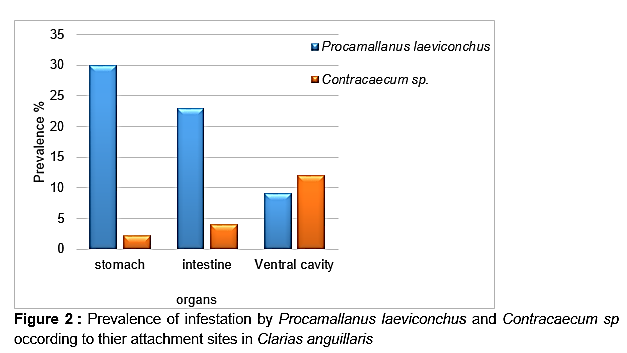 35
30
25
20
15
10
5
0
Prevalence %
Procamallanus laeviconchus
Contracaecum sp.
stomach intestine Ventral cavity
organs
Figure 2 : Prevalence of infestation by Procamallanus laeviconchus and Contracaecum sp
occording to thier attachment sites in Clarias anguillaris